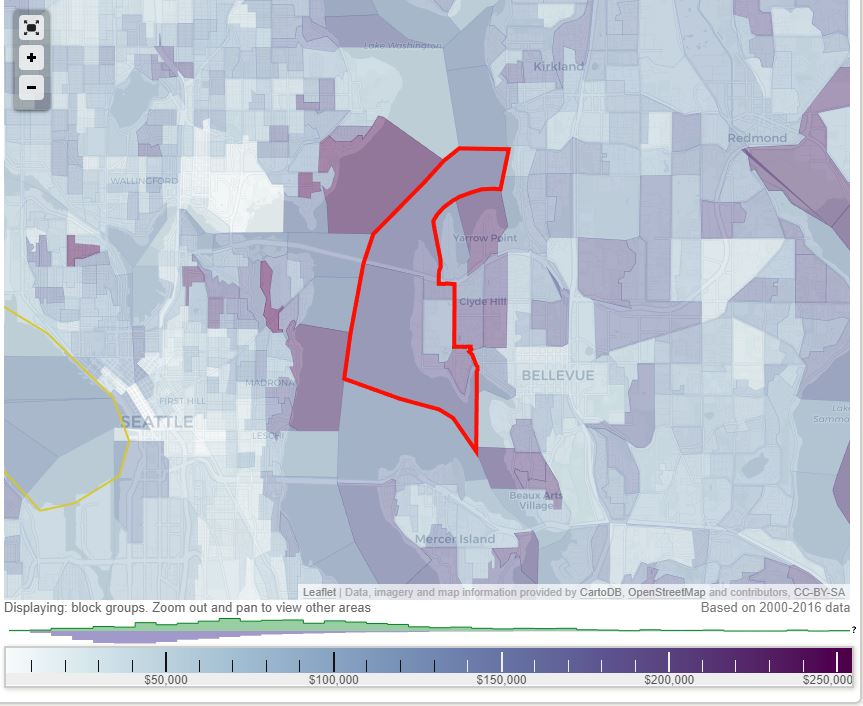 +
−
Lake Washington
Kirkland
Redmond
WALLINGFORD
Yarrow Point
Clyde Hill
BELLEVUE
MADRONA
FIRST HILL
SEATTLE
LESCHI
Lake
Samma
Beaux Arts
Village
Mercer Island
Leaflet | Data, imagery and map information provided by CartoDB, OpenStreetMap and contributors, CC-BY-SA
Displaying: block groups. Zoom out and pan to view other areas
Based on 2000-2016 data
?
$50,000
$100,000
$150,000
$200,000
$250,000